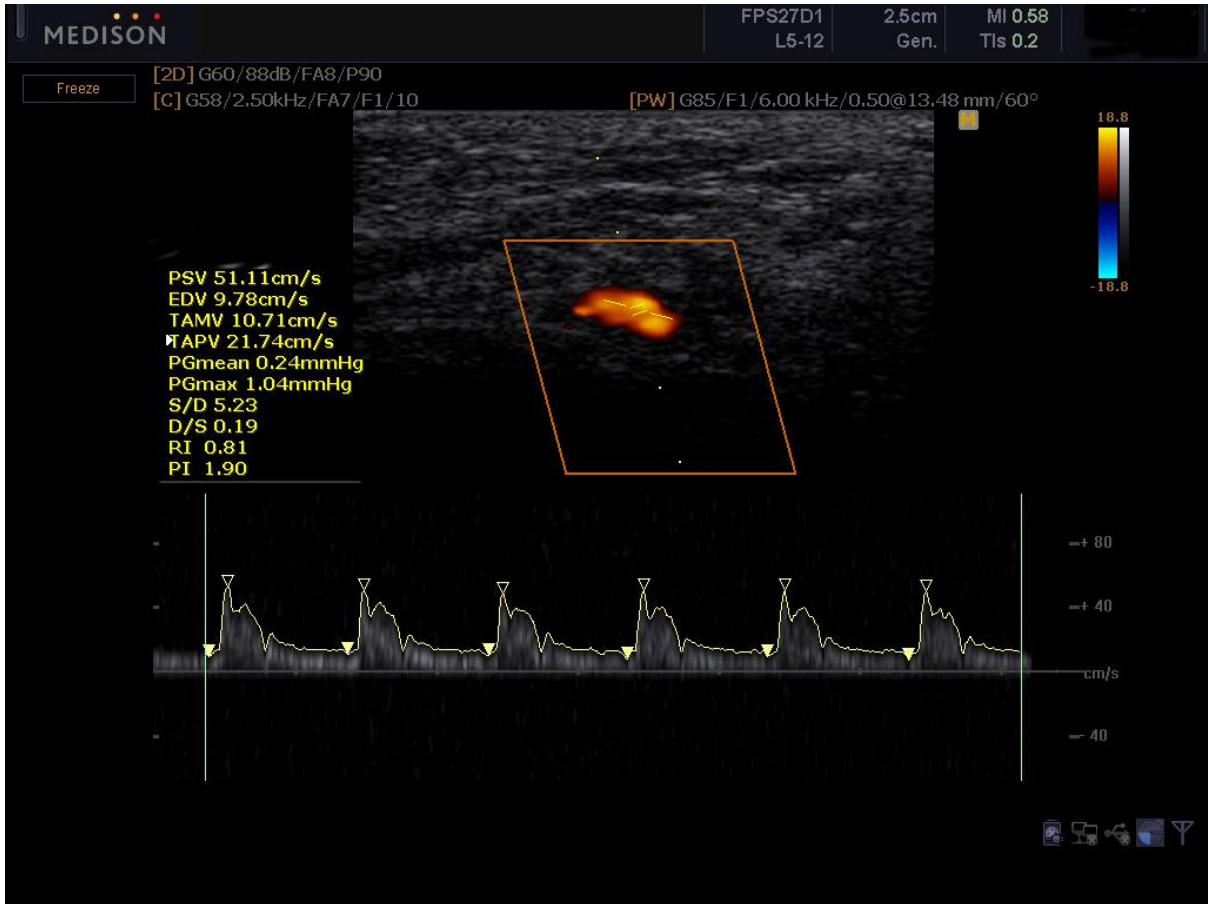 MEDISON
FPS27D1 2.5cm MI 0.58
L5-12 Gen. TIs 0.2
Freeze
[2D] G60/88dB/FA8/P90
[C] G58/2.50kHz/FA7/F1/10 [PW] G85/F1/6.00 kHz/0.50@13.48 mm/60°
M
18.8
-18.8
PSV 51.11cm/s
EDV 9.78cm/s
TAMV 10.71cm/s
TAPV 21.74cm/s
PGmean 0.24mmHg
PGmax 1.04mmHg
S/D 5.23
D/S 0.19
RI 0.81
PI 1.90
+ 80
+ 40
cm/s
- 40